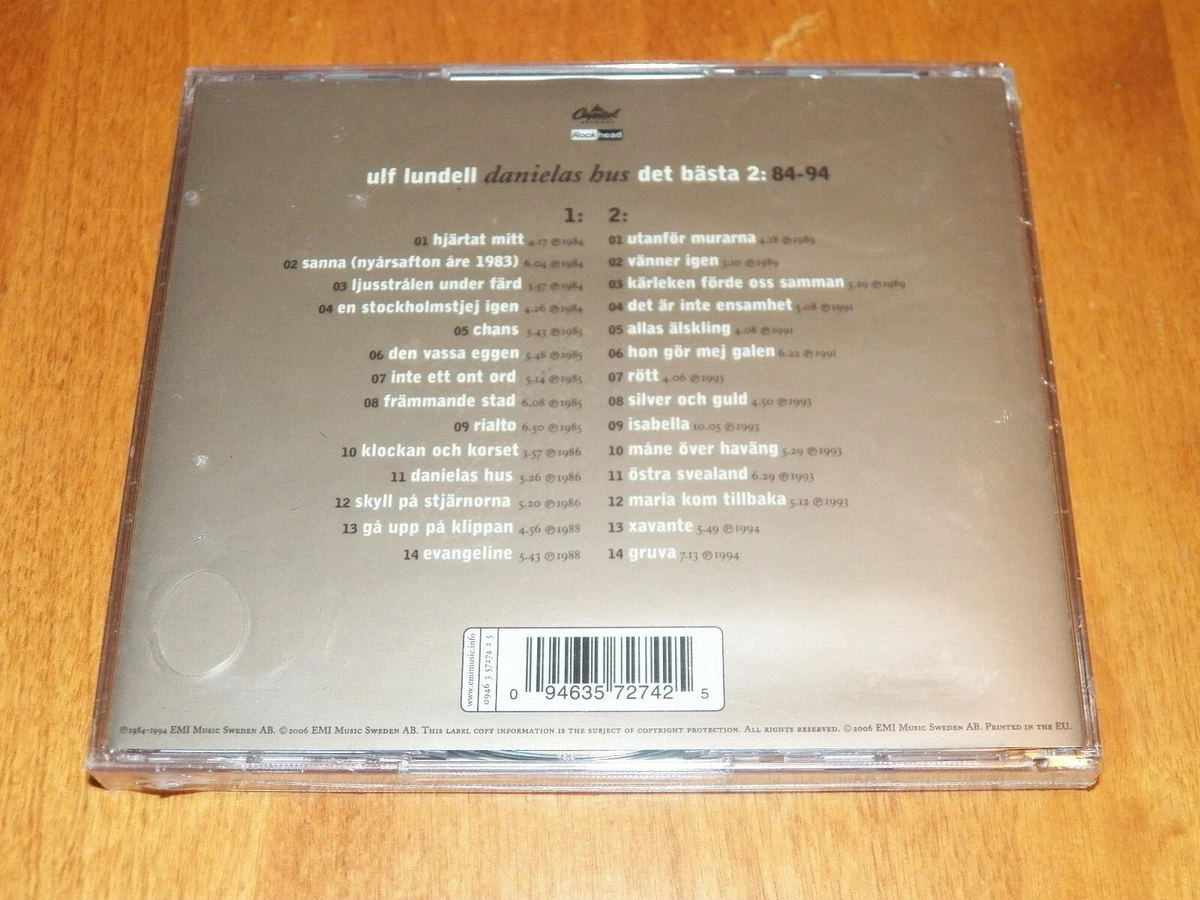 Capitol
RECORDS
Rockhead
ulf lundell danielas hus det bästa 2: 84-94
1:
01 hjärtat mitt 4.17 ℗1984
02 sanna (nyårsafton åre 1983) 6.04 ℗1984
03 ljusstrålen under färd 3.57 ℗1984
04 en stockholmstjej igen 4.26 ℗1984
05 chans 5.43 ℗1985
06 den vassa eggen 5.48 ℗1985
07 inte ett ont ord 5.14 ℗1985
08 främmande stad 6.08 ℗1985
09 rialto 6.50 ℗1985
10 klockan och korset 3.57 ℗1986
11 danielas hus 5.26 ℗1986
12 skyll på stjärnorna 5.20 ℗1986
13 gå upp på klippan 4.56 ℗1988
14 evangeline 5.43 ℗1988
2:
01 utanför murarna 4.18 ℗1989
02 vänner igen 3.20 ℗1989
03 kärleken förde oss samman 3.29 ℗1989
04 det är inte ensamhet 5.08 ℗1991
05 allas älskling 4.08 ℗1991
06 hon gör mej galen 6.22 ℗1991
07 rött 4.06 ℗1993
08 silver och guld 4.50 ℗1993
09 isabella 10.05 ℗1993
10 måne över haväng 5.29 ℗1993
11 östra svealand 6.29 ℗1993
12 maria kom tillbaka 5.12 ℗1993
13 xavante 5.49 ℗1994
14 gruva 7.13 ℗1994
www.emimusic.info
0946 3 57274 2 5
0 94635 72742 5
℗1984-1994 EMI Music Sweden AB. ©2006 EMI Music Sweden AB. This label copy information is the subject of copyright protection. All rights reserved. ©2006 EMI Music Sweden AB. Printed in the EU.